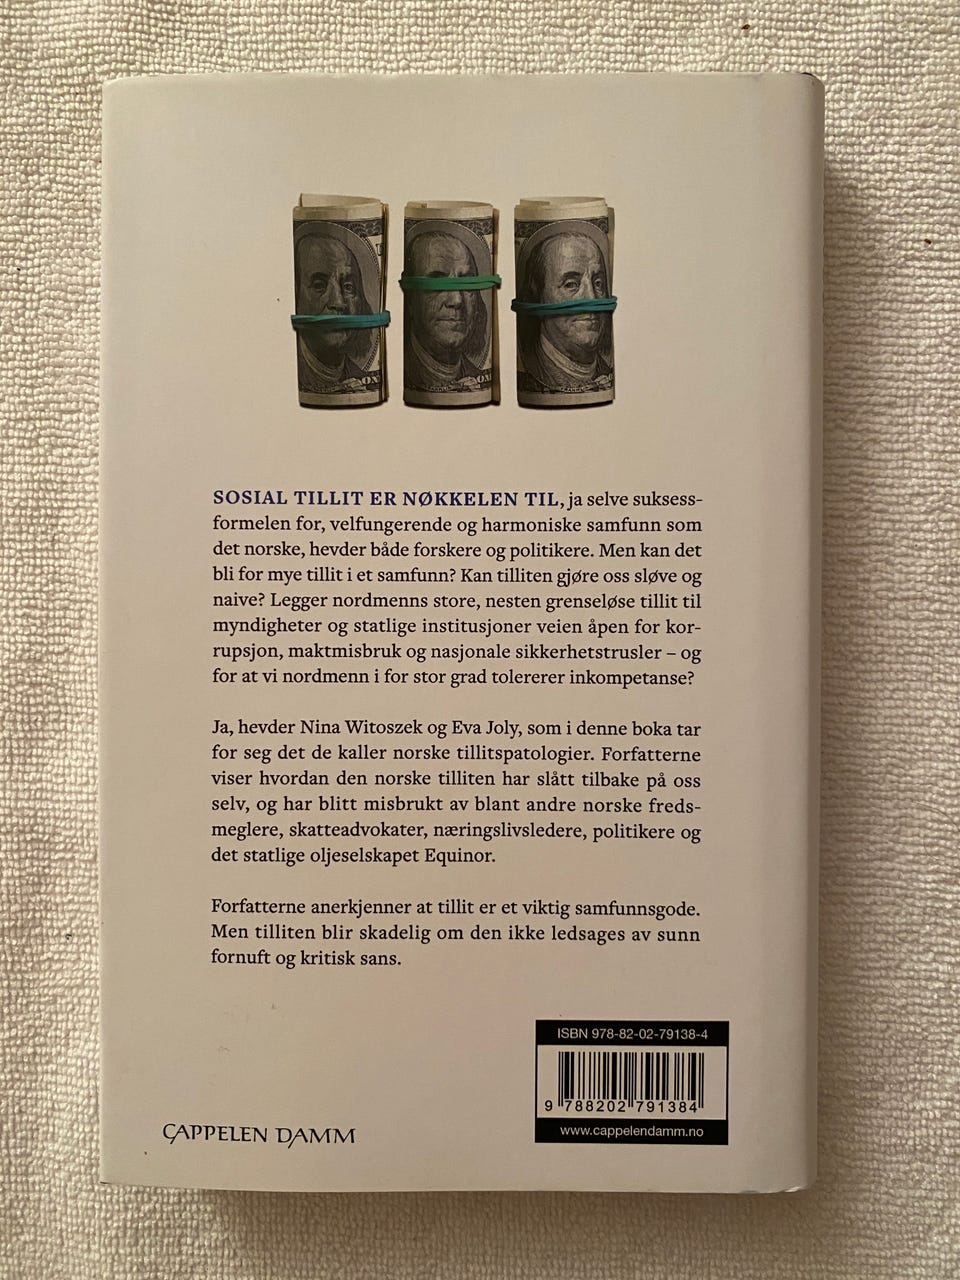 SOSIAL TILLIT ER NØKKELEN TIL, ja selve suksess-
formelen for, velfungerende og harmoniske samfunn som
det norske, hevder både forskere og politikere. Men kan det
bli for mye tillit i et samfunn? Kan tilliten gjøre oss sløve og
naive? Legger nordmenns store, nesten grenseløse tillit til
myndigheter og statlige institusjoner veien åpen for kor-
rupsjon, maktmisbruk og nasjonale sikkerhetstrusler – og
for at vi nordmenn i for stor grad tolererer inkompetanse?
Ja, hevder Nina Witoszek og Eva Joly, som i denne boka tar
for seg det de kaller norske tillitspatologier. Forfatterne
viser hvordan den norske tilliten har slått tilbake på oss
selv, og har blitt misbrukt av blant andre norske freds-
meglere, skatteadvokater, næringslivsledere, politikere og
det statlige oljeselskapet Equinor.
Forfatterne anerkjenner at tillit er et viktig samfunnsgode.
Men tilliten blir skadelig om den ikke ledsages av sunn
fornuft og kritisk sans.
ISBN 978-82-02-79138-4
9 788202 791384
www.cappelendamm.no
CAPPELEN DAMM